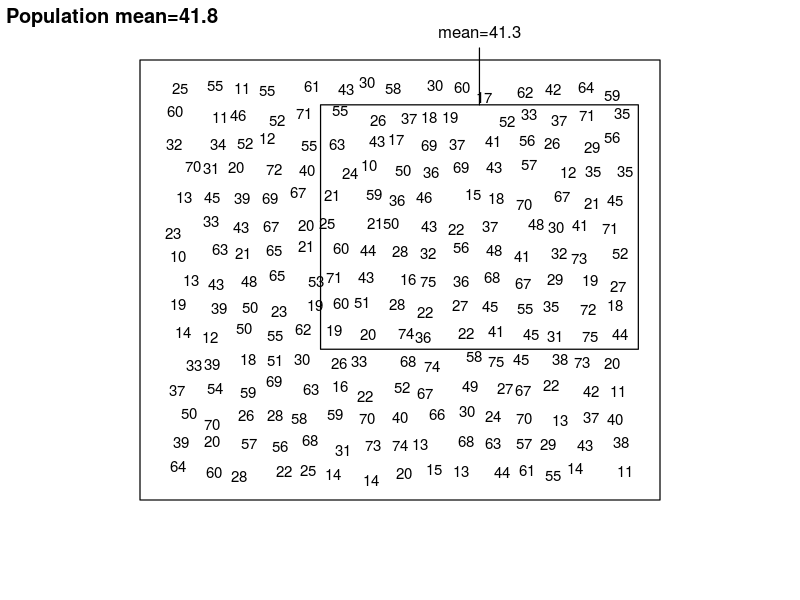 Population mean=41.8
mean=41.3
25 55 11 55 61 43 30 58 30 60 17 62 42 64 59
60 11 46 52 71 55 26 37 18 19 52 33 37 71 35
32 34 52 12 55 63 43 17 69 37 41 56 26 29 56
70 31 20 72 40 24 10 50 36 69 43 57 12 35 35
13 45 39 69 67 21 59 36 46 15 18 70 67 21 45
23 33 43 67 20 25 21 50 43 22 37 48 30 41 71
10 63 21 65 21 60 44 28 32 56 48 41 32 73 52
13 43 48 65 53 71 43 16 75 36 68 67 29 19 27
19 39 50 23 19 60 51 28 22 27 45 55 35 72 18
14 12 50 55 62 19 20 74 36 22 41 45 31 75 44
33 39 18 51 30 26 33 68 74 58 75 45 38 73 20
37 54 59 69 63 16 22 52 67 49 27 67 22 42 11
50 70 26 28 58 59 70 40 66 30 24 70 13 37 40
39 20 57 56 68 31 73 74 13 68 63 57 29 43 38
64 60 28 22 25 14 14 20 15 13 44 61 55 14 11